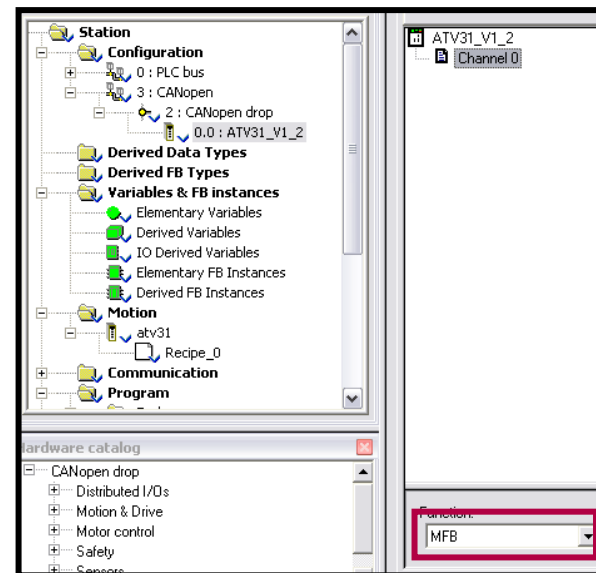 Station
Configuration
0 : PLC bus
3 : CANopen
2 : CANopen drop
0.0 : ATV31_V1_2
Derived Data Types
Derived FB Types
Variables & FB instances
Elementary Variables
Derived Variables
IO Derived Variables
Elementary FB Instances
Derived FB Instances
Motion
atv31
Recipe_0
Communication
Program
Hardware catalog
CANopen drop
Distributed I/Os
Motion & Drive
Motor control
Safety
Sensors
ATV31_V1_2
Channel 0
Function:
MFB